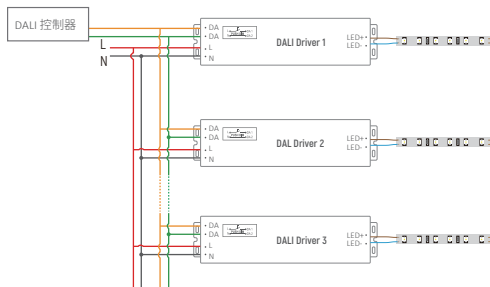 DALI 控制器
L
N
DA
DA
L
N
DALI Driver 1
LED+
LED-
DA
DA
L
N
DAL Driver 2
LED+
LED-
DA
DA
L
N
DALI Driver 3
LED+
LED-